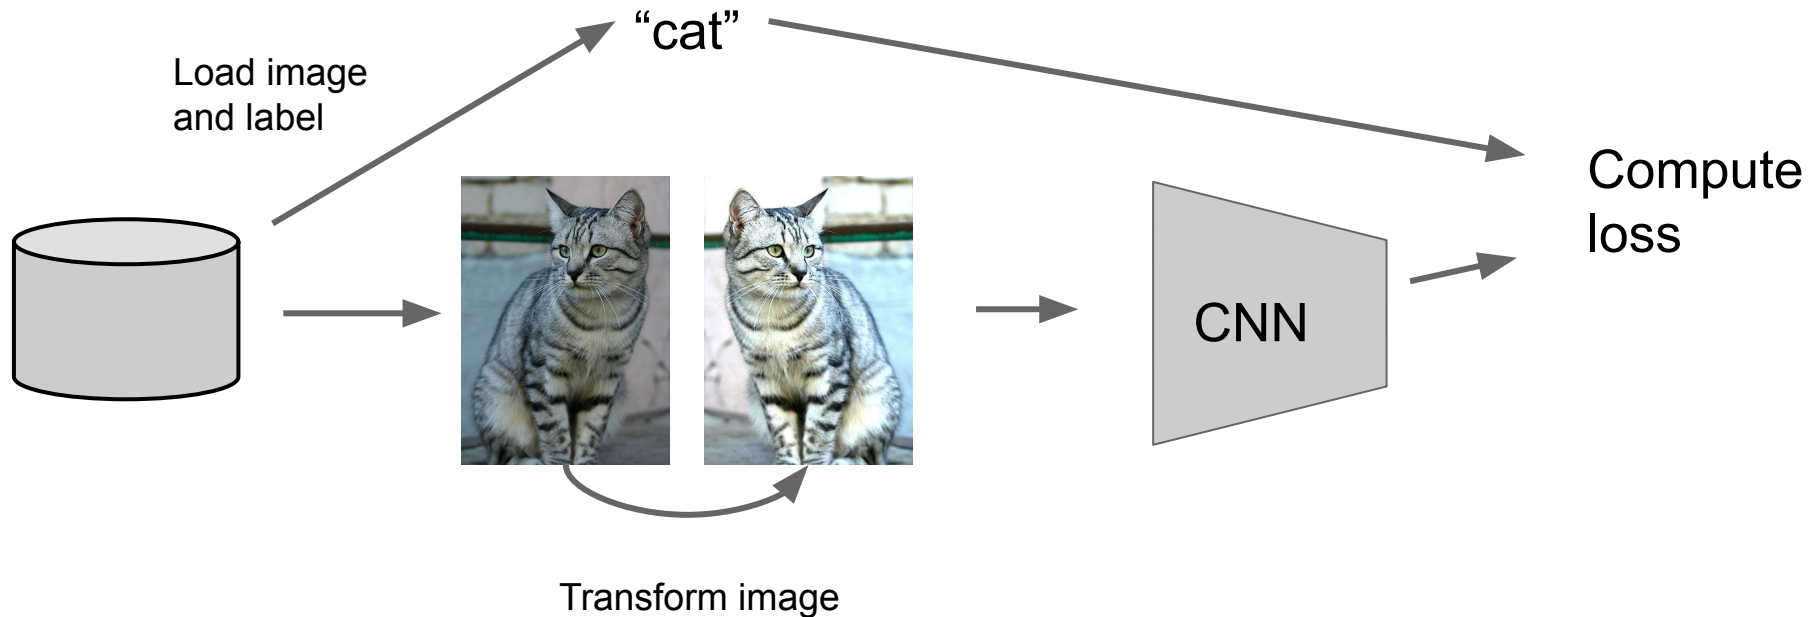 “cat”
Load image
and label
Compute
loss
CNN
Transform image